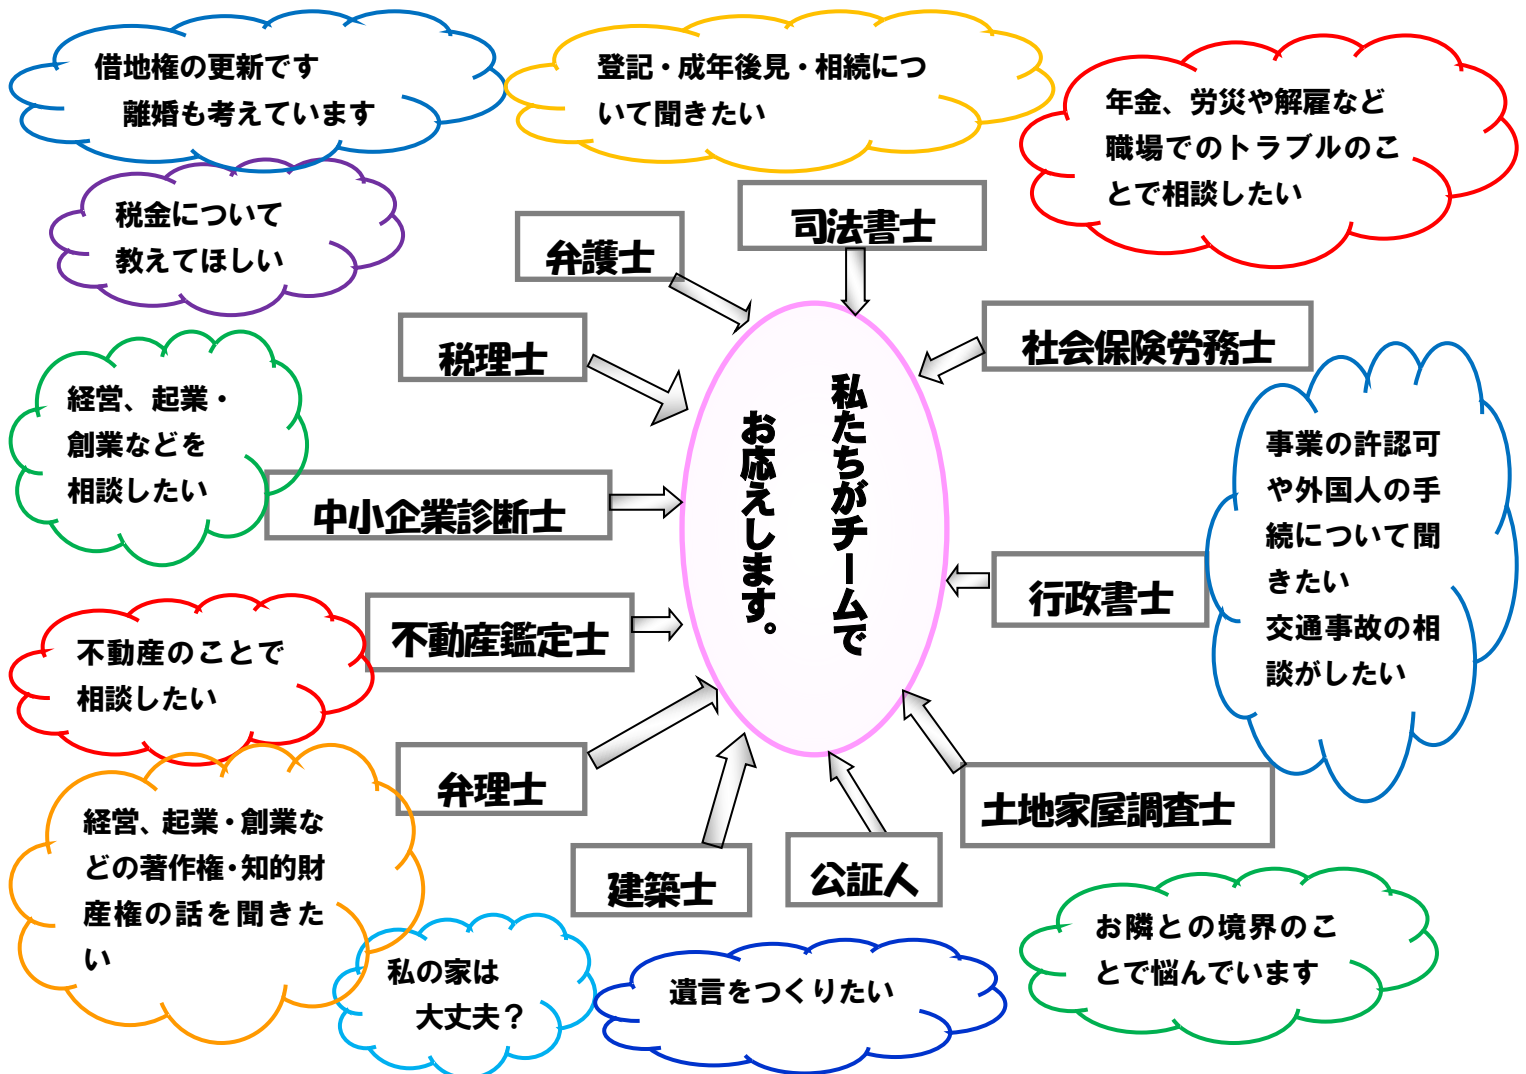 借地権の更新です
離婚も考えています
登記・成年後見・相続につ
いて聞きたい
年金、労災や解雇など
職場でのトラブルのこ
とで相談したい
税金について
教えてほしい
司法書士
弁護士
税理士
社会保険労務士
経営、起業・
創業などを
相談したい
中小企業診断士
私たちがチームで
お応えします。
事業の許認可
や外国人の手
続について聞
きたい
交通事故の相
談がしたい
行政書士
不動産鑑定士
不動産のことで
相談したい
弁理士
土地家屋調査士
経営、起業・創業な
どの著作権・知的財
産権の話を聞きた
い
建築士
公証人
お隣との境界のこ
とで悩んでいます
私の家は
大丈夫？
遺言をつくりたい